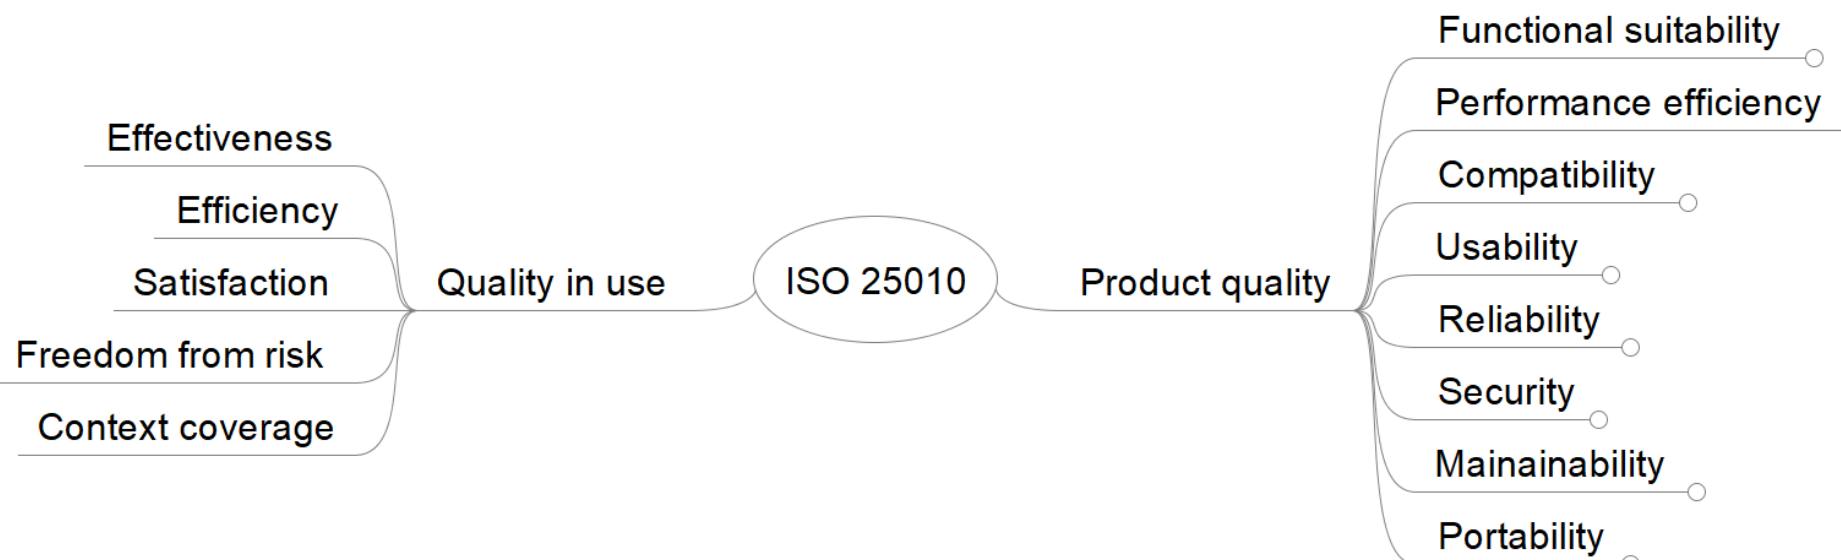 Effectiveness
Efficiency
Satisfaction
Freedom from risk
Context coverage
Quality in use
ISO 25010
Product quality
Functional suitability
Performance efficiency
Compatibility
Usability
Reliability
Security
Mainainability
Portability